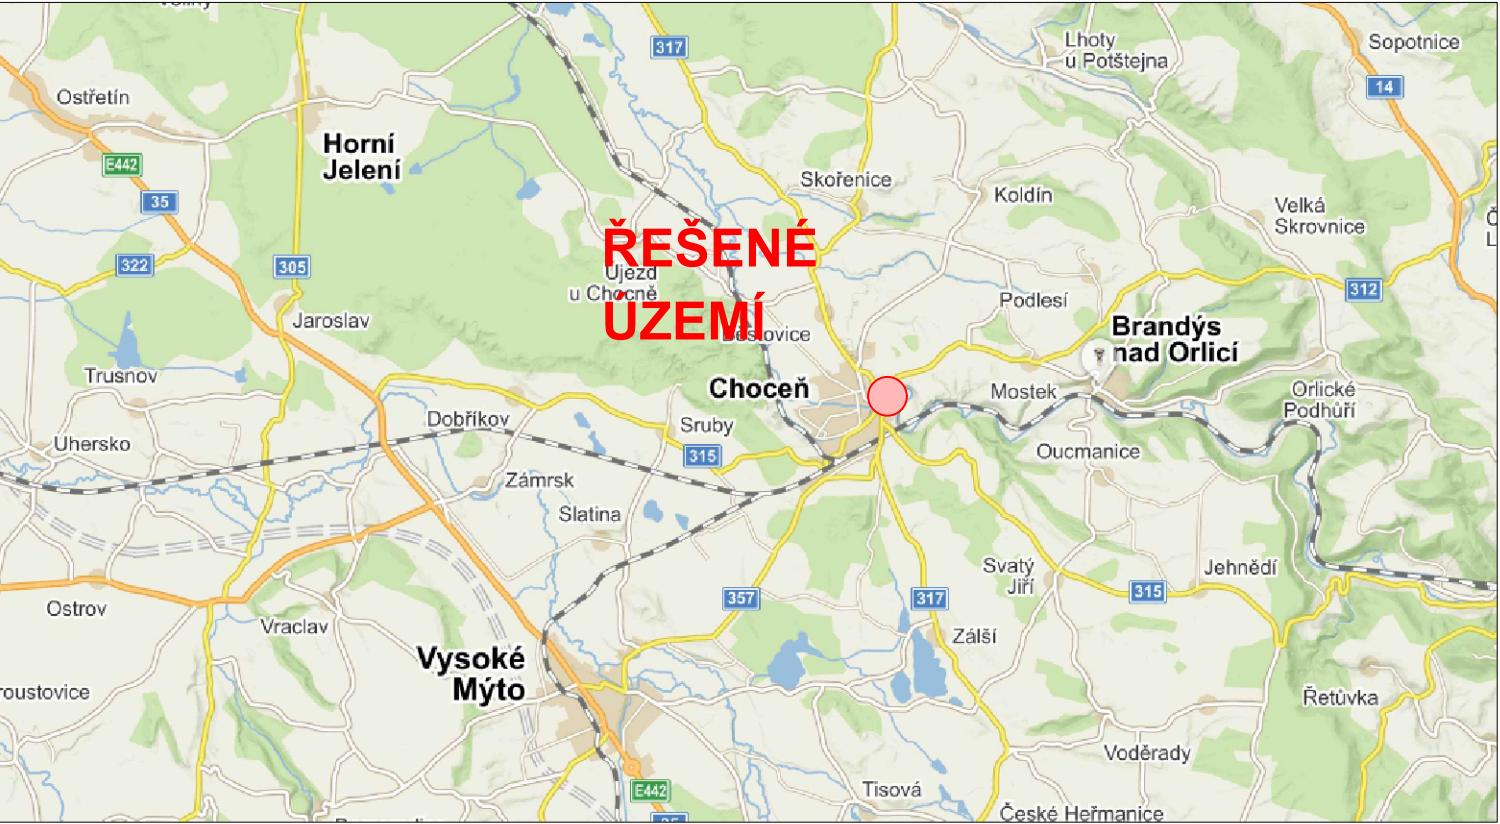 317
Lhoty
u Potštejna
Sopotnice
14
Ostřetín
Horní
Jelení
E442
35
Skořenice
Koldín
Velká
Skrovnice
ŘEŠENÉ
ÚZEMÍ
322
305
Újezd
u Chocně
312
Jaroslav
Podlesí
Brandýs
nad Orlicí
Trusnov
Choceň
Mostek
Orlické
Podhůří
Dobříkov
Sruby
Uhersko
315
Oucmanice
Zámrsk
Slatina
Svatý
Jiří
Jehnědí
357
317
315
Ostrov
Vraclav
Zálší
Vysoké
Mýto
roustovice
Řetůvka
Voděrady
E442
Tisová
České Heřmanice
35